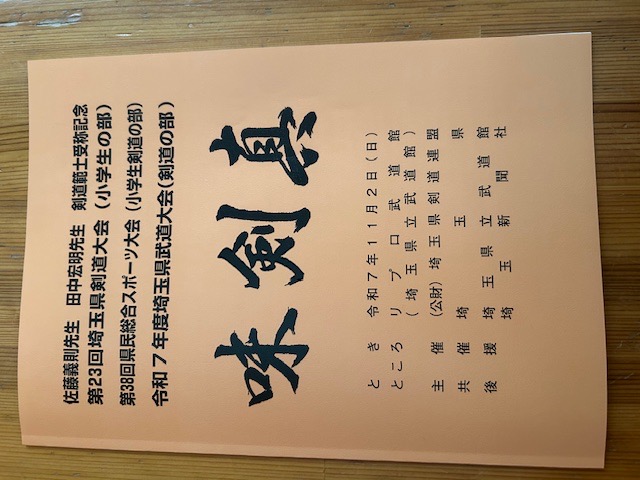 佐藤義則先生 田中宏明先生 剣道範士受称記念
第23回埼玉県剣道大会(小学生の部)
第38回県民総合スポーツ大会(小学生剣道の部)
令和7年度埼玉県武道大会(剣道の部)
味剣真
とき 令和7年11月2日(日)
ところ リプロ武道館
(埼玉県立武道館)
主催 (公財)埼玉県剣道連盟
共催 埼玉県
後援 埼玉県立武道館
埼玉新聞社